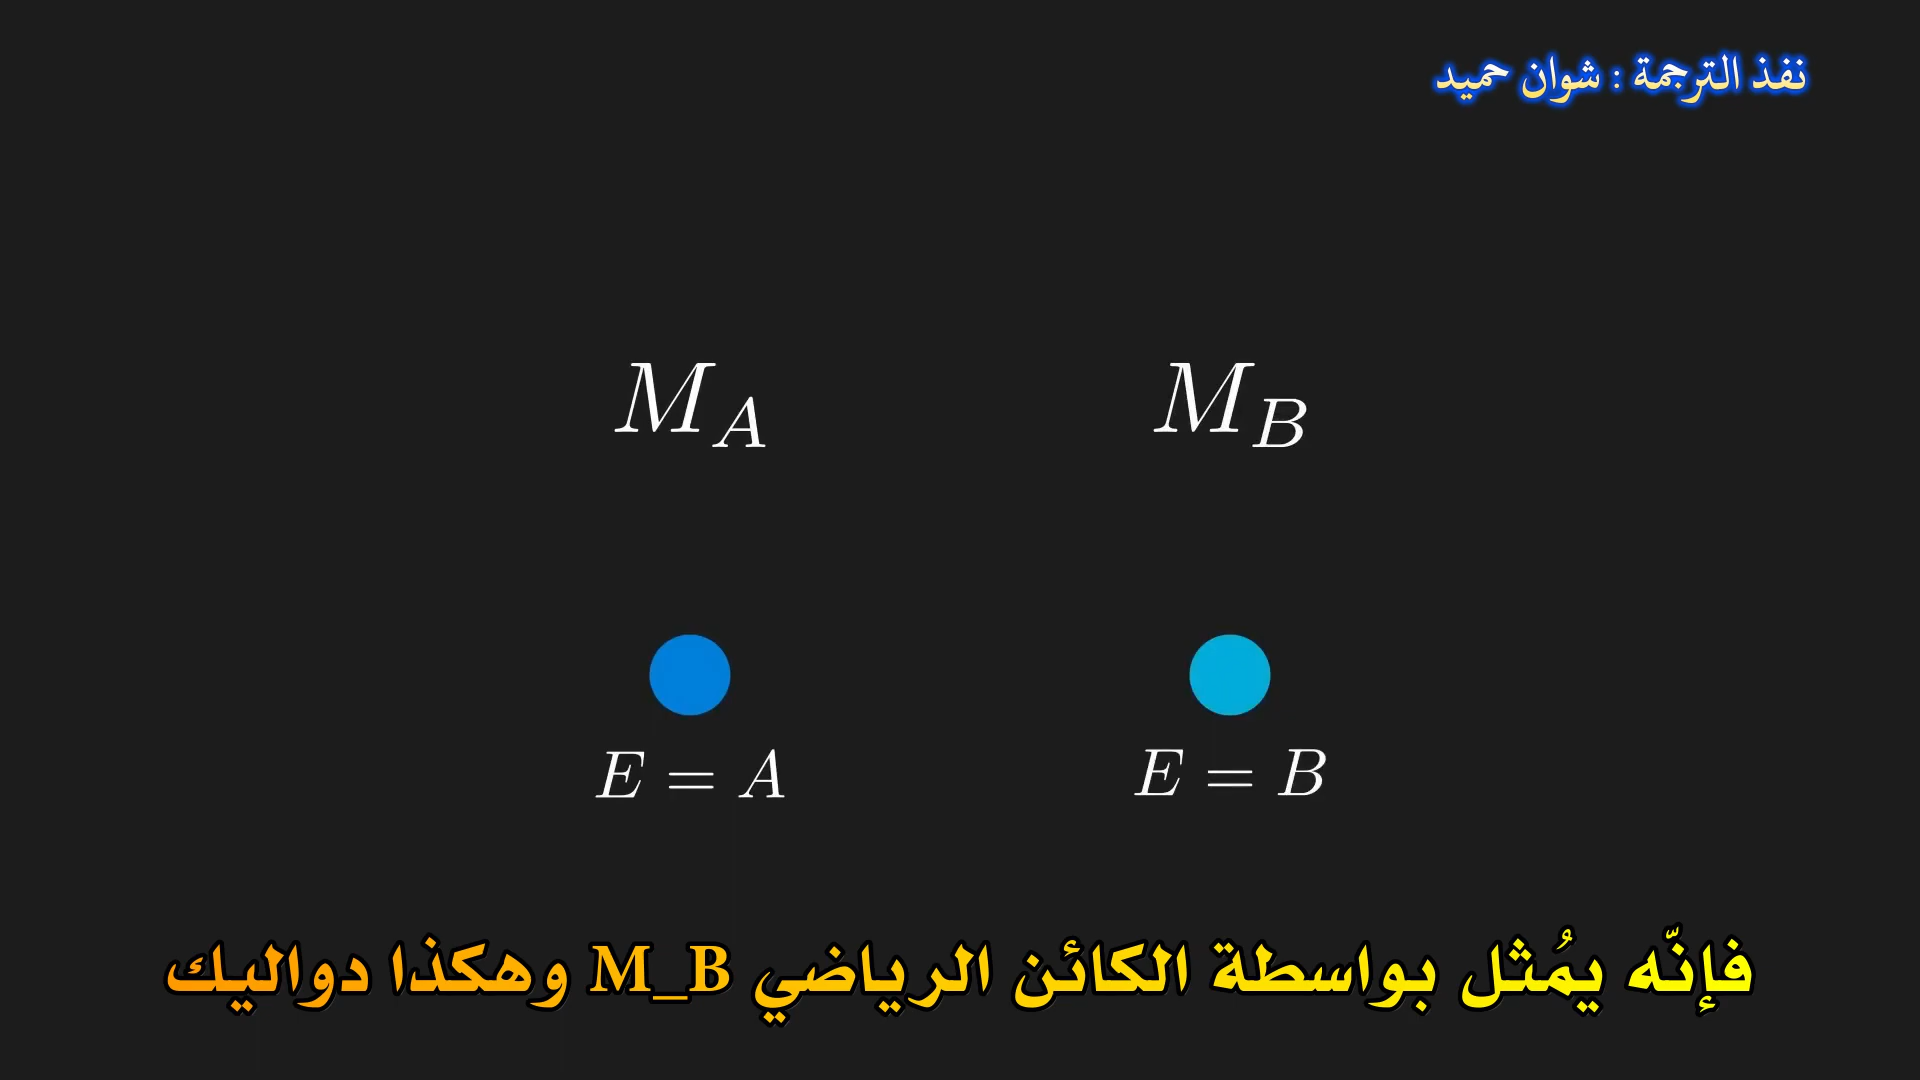 نفذ الترجمة : شوان حميد
M_A M_B
E = A E = B
فإنّه يمُثل بواسطة الكائن الرياضي M_B وهكذا دواليك